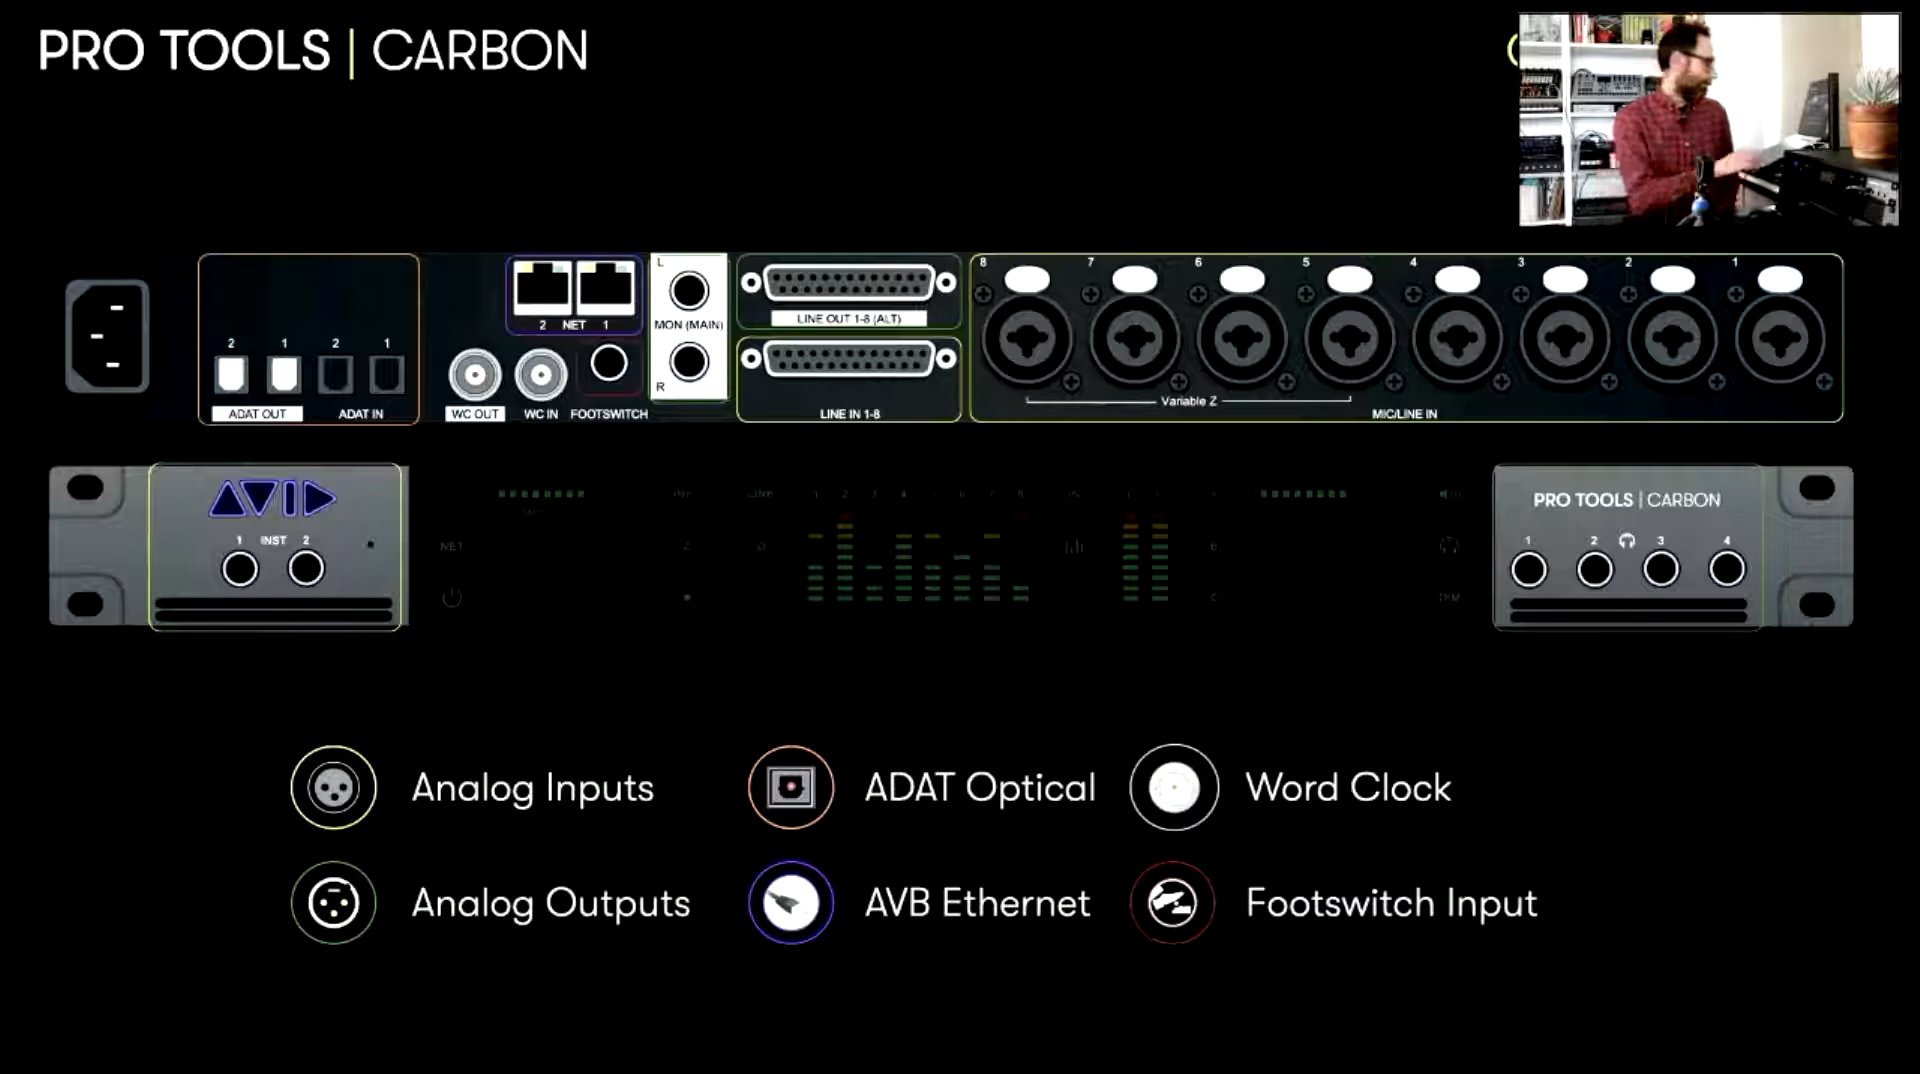 PRO TOOLS | CARBON
8 7 6 5 4 3 2 1
L
2 NET 1
MON (MAIN)
LINE OUT 1-8 (ALT)
2 1 2 1
R
Variable Z
ADAT OUT ADAT IN WC OUT WC IN FOOTSWITCH LINE IN 1-8 MIC/LINE IN
AVID
PRO TOOLS | CARBON
1 INST 2
1 2 3 4
LINK
NET
Analog Inputs
ADAT Optical
Word Clock
Analog Outputs
AVB Ethernet
Footswitch Input